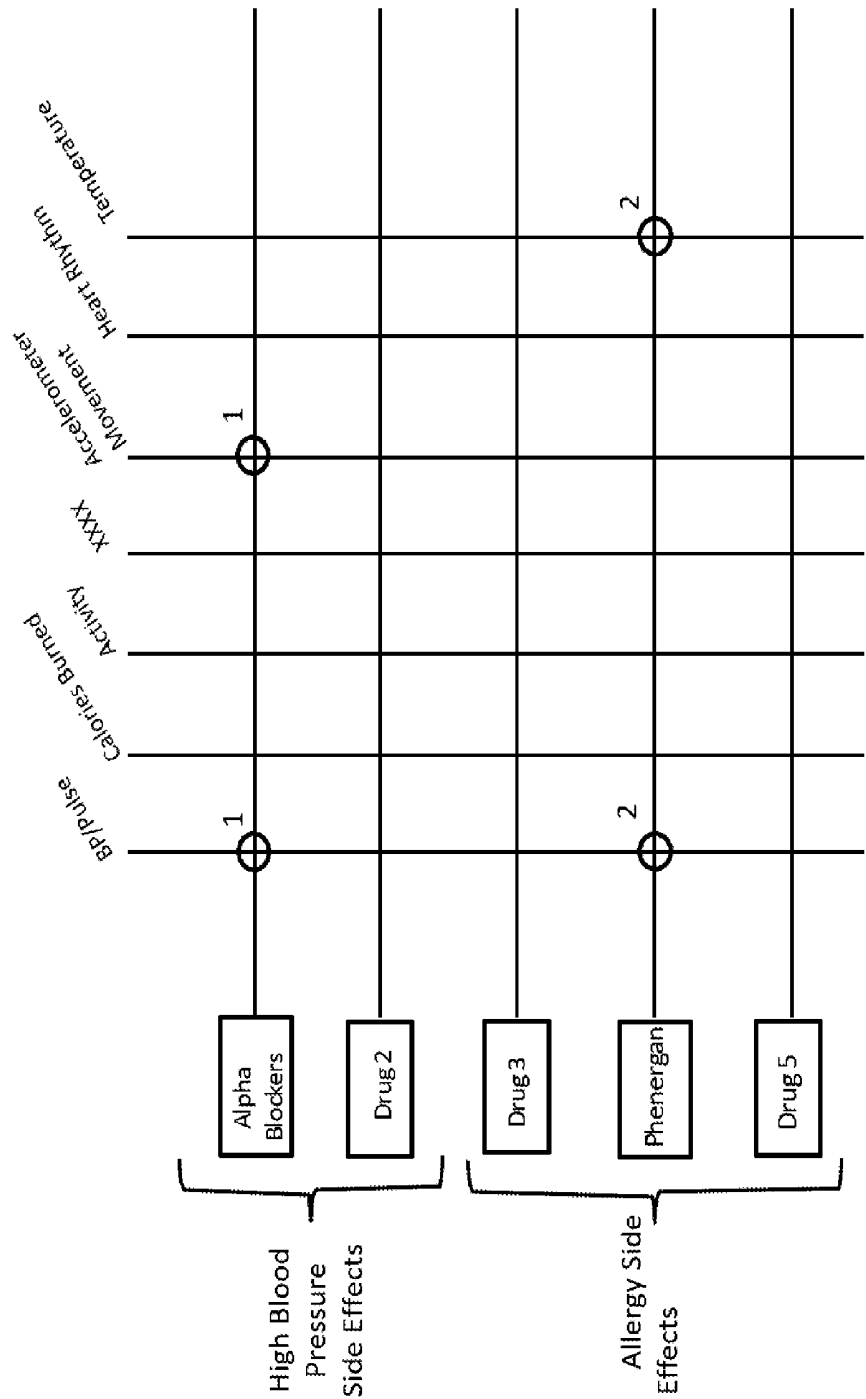 BP/Pulse
Calories Burned
Activity
XXXX
Accelerometer
Movement
Heart Rhythm
Temperature
High Blood
Pressure
Side Effects
Alpha
Blockers
1
1
Drug 2
Allergy Side
Effects
Drug 3
Phenergan
2
2
Drug 5